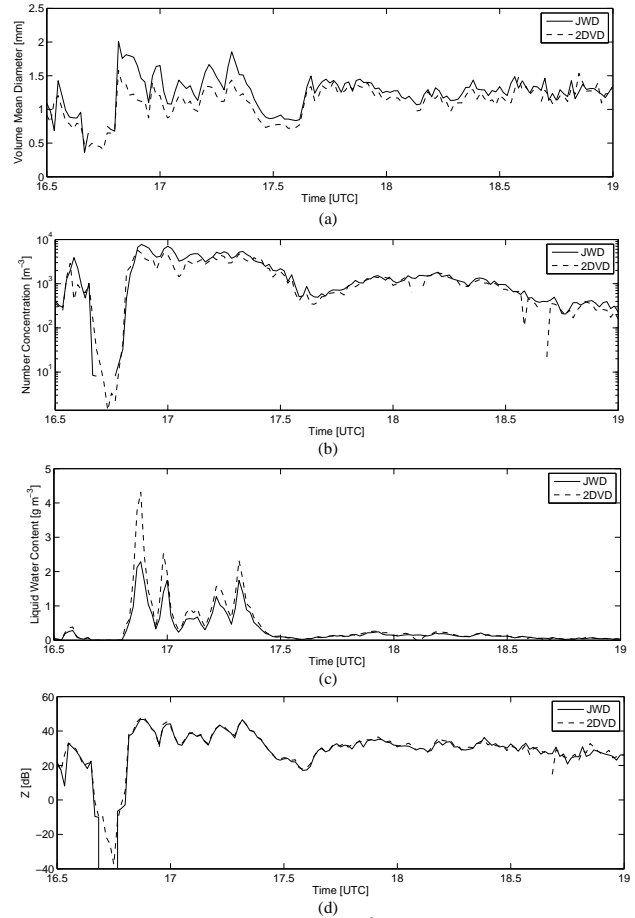 2.5
2
1.5
1
0.5
0
Volume Mean Diameter [mm]
JWD
2DVD
16.5 17 17.5 18 18.5 19
Time [UTC]
(a)
10⁴
10³
10²
10¹
Number Concentration [m⁻³]
JWD
2DVD
16.5 17 17.5 18 18.5 19
Time [UTC]
(b)
5
4
3
2
1
0
Liquid Water Content [g m⁻³]
JWD
2DVD
16.5 17 17.5 18 18.5 19
Time [UTC]
(c)
60
40
20
0
−20
−40
Z [dB]
JWD
2DVD
16.5 17 17.5 18 18.5 19
Time [UTC]
(d)